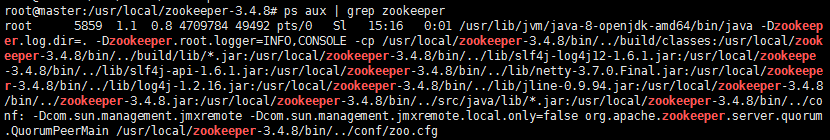 root@master:/usr/local/zookeeper-3.4.8# ps aux | grep zookeeper
root      5859  1.1  0.8 4709784 49492 pts/0   Sl   15:16   0:01 /usr/lib/jvm/java-8-openjdk-amd64/bin/java -Dzookeep
er.log.dir=. -Dzookeeper.root.logger=INFO,CONSOLE -cp /usr/local/zookeeper-3.4.8/bin/../build/classes:/usr/local/zook
eeper-3.4.8/bin/../build/lib/*.jar:/usr/local/zookeeper-3.4.8/bin/../lib/slf4j-log4j12-1.6.1.jar:/usr/local/zookeepe
-3.4.8/bin/../lib/slf4j-api-1.6.1.jar:/usr/local/zookeeper-3.4.8/bin/../lib/netty-3.7.0.Final.jar:/usr/local/zookeepe
r-3.4.8/bin/../lib/log4j-1.2.16.jar:/usr/local/zookeeper-3.4.8/bin/../lib/jline-0.9.94.jar:/usr/local/zookeeper-3.4.8
/bin/../zookeeper-3.4.8.jar:/usr/local/zookeeper-3.4.8/bin/../src/java/lib/*.jar:/usr/local/zookeeper-3.4.8/bin/../co
nf: -Dcom.sun.management.jmxremote -Dcom.sun.management.jmxremote.local.only=false org.apache.zookeeper.server.quorum
.QuorumPeerMain /usr/local/zookeeper-3.4.8/bin/../conf/zoo.cfg